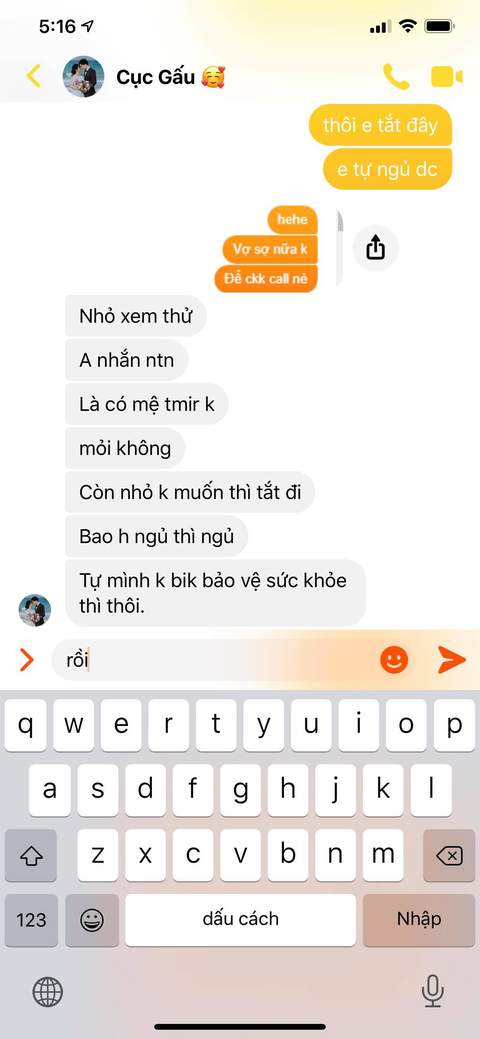 5:16
Cục Gấu 🥰
thôi e tắt đây
e tự ngủ dc
hehe
Vợ sợ nữa k
Để ckk call nè
Nhỏ xem thử
A nhắn ntn
Là có mệ tmir k
mỏi không
Còn nhỏ k muốn thì tắt đi
Bao h ngủ thì ngủ
Tự mình k bik bảo vệ sức khỏe
thì thôi.
rồi
q w e r t y u i o p
a s d f g h j k l
z x c v b n m
123 dấu cách Nhập